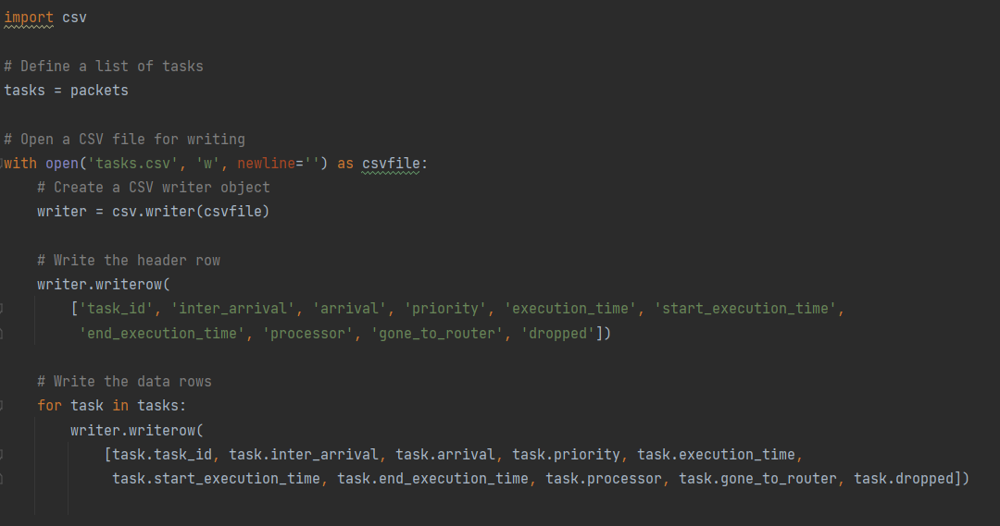 import csv
# Define a list of tasks
tasks = packets
# Open a CSV file for writing
with open('tasks.csv', 'w', newline='') as csvfile:
    # Create a CSV writer object
    writer = csv.writer(csvfile)
    # Write the header row
    writer.writerow(
        ['task_id', 'inter_arrival', 'arrival', 'priority', 'execution_time', 'start_execution_time',
         'end_execution_time', 'processor', 'gone_to_router', 'dropped'])
    # Write the data rows
    for task in tasks:
        writer.writerow(
            [task.task_id, task.inter_arrival, task.arrival, task.priority, task.execution_time,
             task.start_execution_time, task.end_execution_time, task.processor, task.gone_to_router, task.dropped])